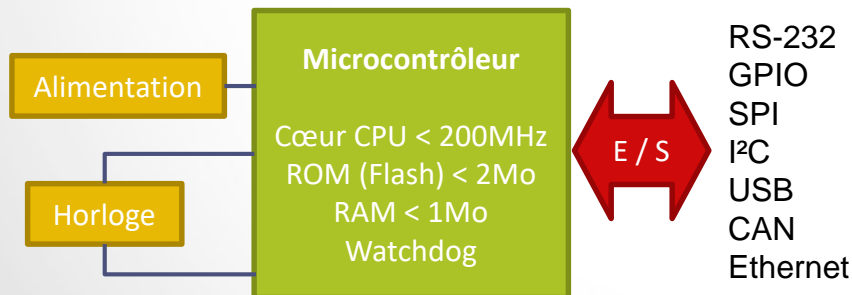 Alimentation
Horloge
Microcontrôleur
Cœur CPU < 200MHz
ROM (Flash) < 2Mo
RAM < 1Mo
Watchdog
E / S
RS-232
GPIO
SPI
I²C
USB
CAN
Ethernet